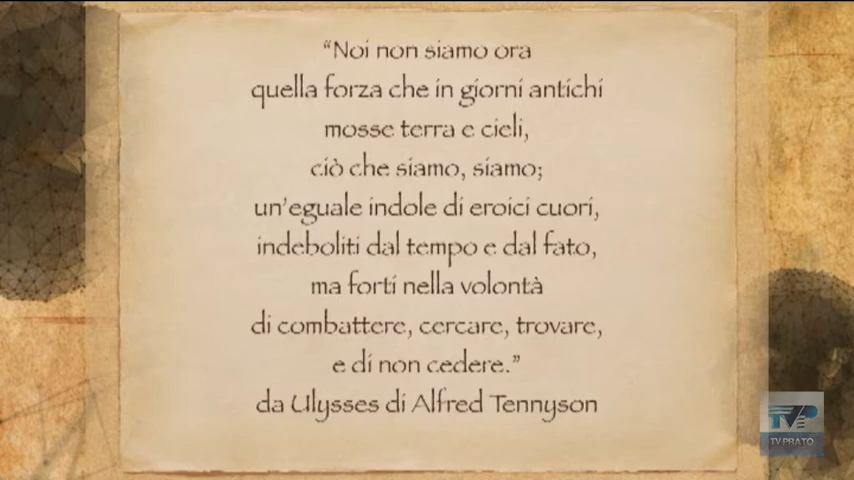 “Noi non siamo ora
quella forza che in giorni antichi
mosse terra e cieli,
ciò che siamo, siamo;
un’eguale indole di eroici cuori,
indeboliti dal tempo e dal fato,
ma forti nella volontà
di combattere, cercare, trovare,
e di non cedere.”
da Ulysses di Alfred Tennyson
TVP
TV PRATO